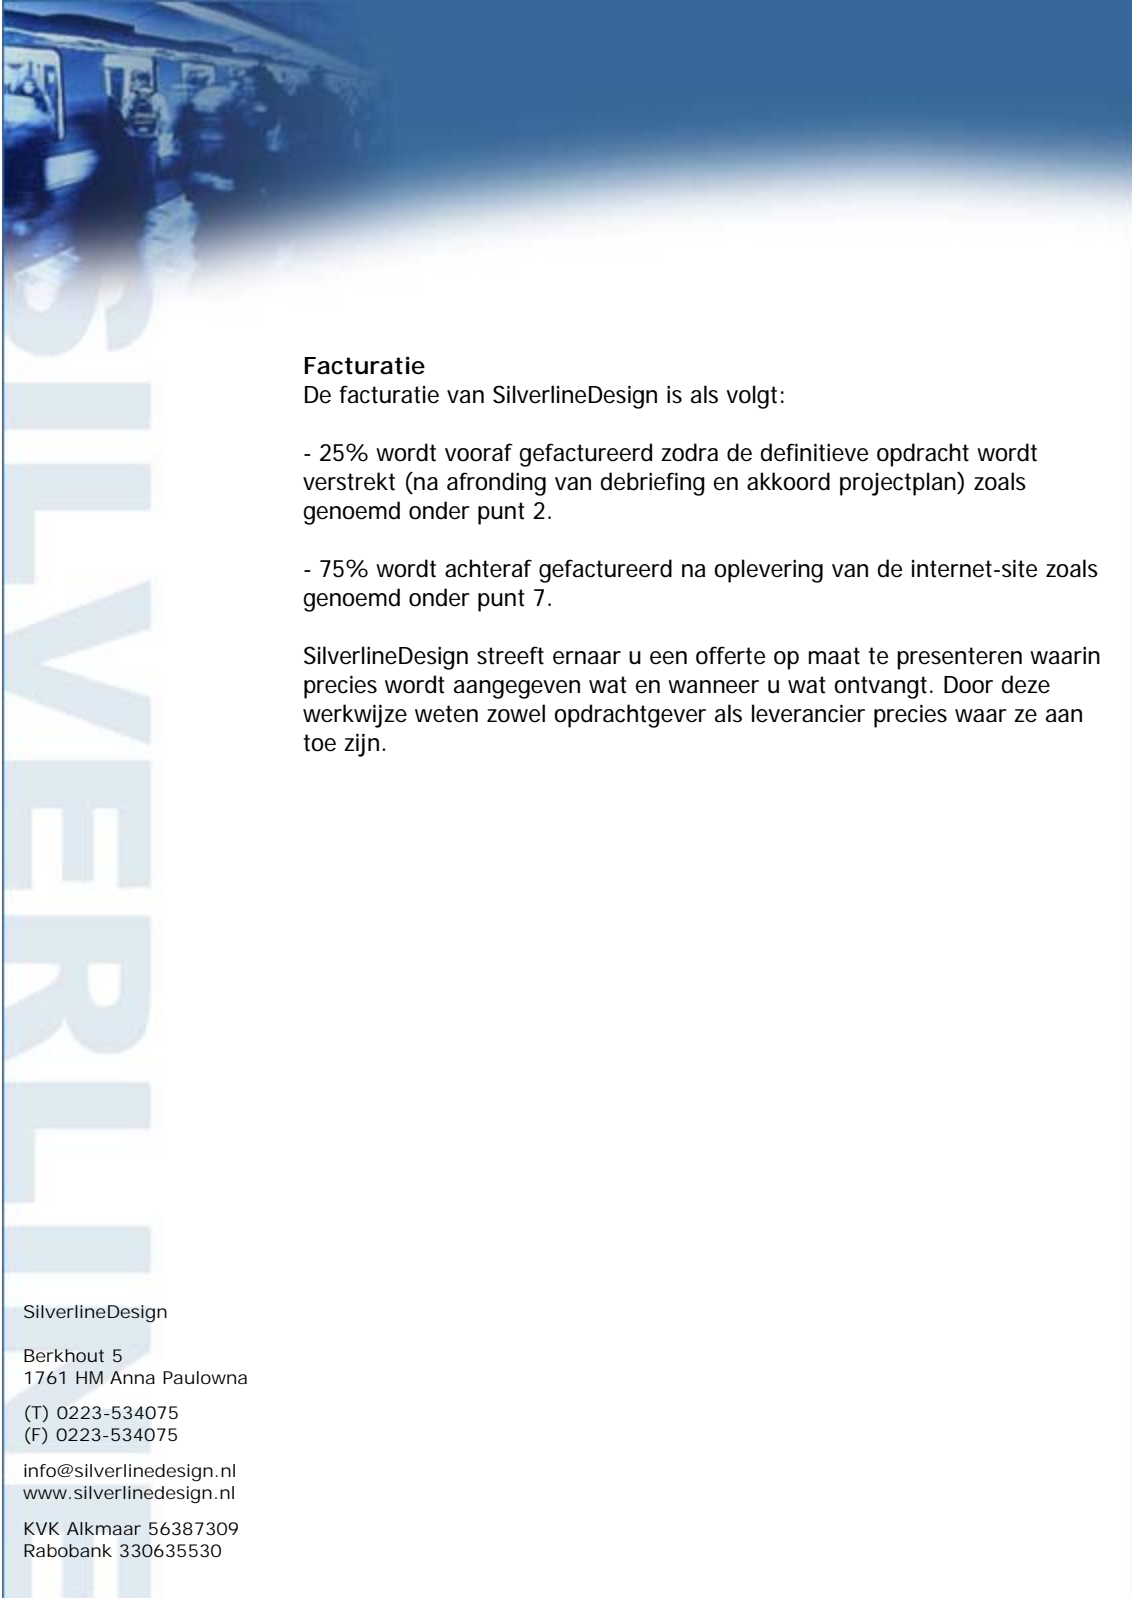 Facturatie
De facturatie van SilverlineDesign is als volgt:
- 25% wordt vooraf gefactureerd zodra de definitieve opdracht wordt
verstrekt (na afronding van debriefing en akkoord projectplan) zoals
genoemd onder punt 2.
- 75% wordt achteraf gefactureerd na oplevering van de internet-site zoals
genoemd onder punt 7.
SilverlineDesign streeft ernaar u een offerte op maat te presenteren waarin
precies wordt aangegeven wat en wanneer u wat ontvangt. Door deze
werkwijze weten zowel opdrachtgever als leverancier precies waar ze aan
toe zijn.
SILVERLINE
SilverlineDesign
Berkhout 5
1761 HM Anna Paulowna
(T) 0223-534075
(F) 0223-534075
info@silverlinedesign.nl
www.silverlinedesign.nl
KVK Alkmaar 56387309
Rabobank 330635530